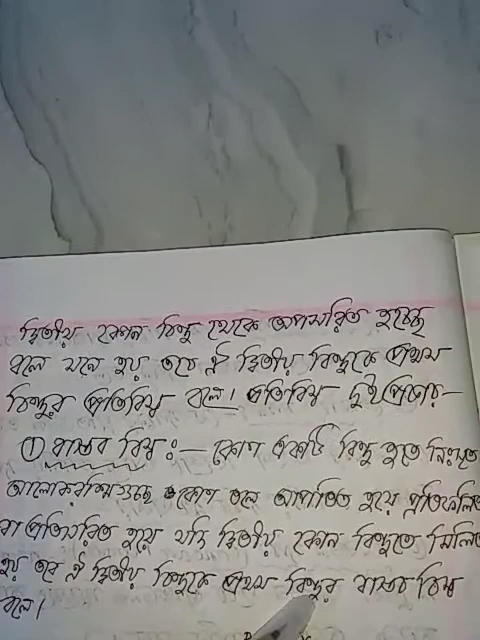 দ্বিতীয় কোন বিন্দু থেকে অপসারিত হচ্ছে
বলে মনে হয় তবে ঐ দ্বিতীয় বিন্দুকে প্রথম
বিন্দুর প্রতিবিম্ব বলে। প্রতিবিম্ব দুইপ্রকার—
① বাস্তব বিম্ব :— কোণ একটি বিন্দু হতে নিঃসৃত
আলোকরশ্মিগুচ্ছ কোণ তলে আপতিত হয়ে প্রতিফলিত
বা প্রতিসরিত হয়ে যদি দ্বিতীয় কোন বিন্দুতে মিলিত
হয় তবে ঐ দ্বিতীয় বিন্দুকে প্রথম বিন্দুর বাস্তব বিম্ব
বলে।